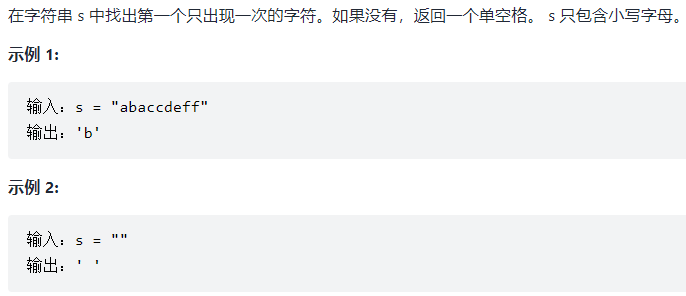 在字符串 s 中找出第一个只出现一次的字符。如果没有，返回一个单空格。 s 只包含小写字母。
示例 1:
输入：s = "abaccdeff"
输出：'b'
示例 2:
输入：s = ""
输出：' '